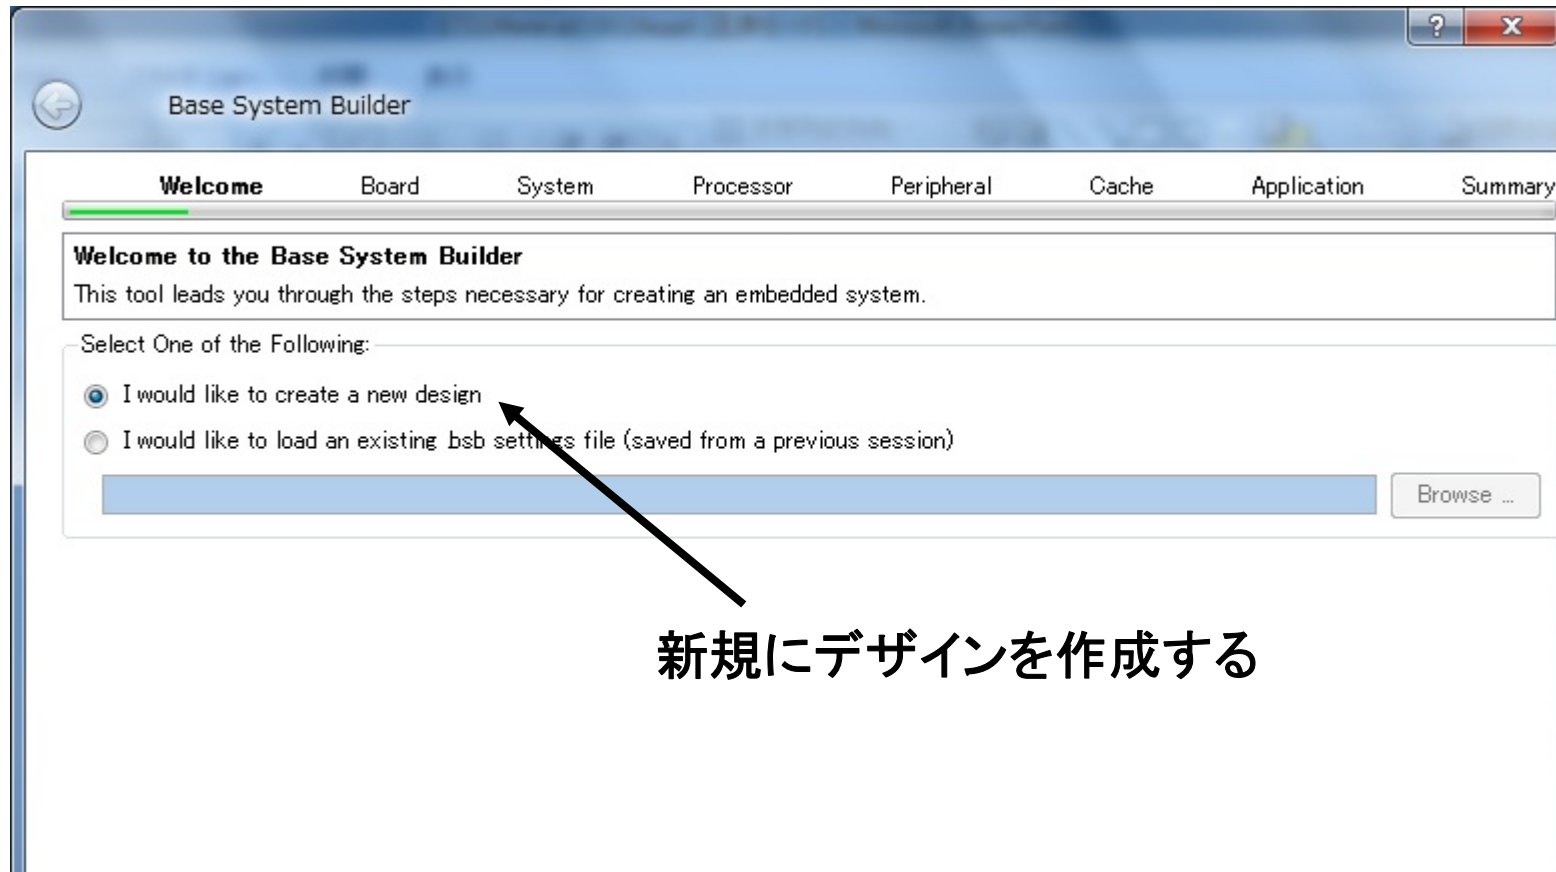 ?
X
Base System Builder
Welcome Board System Processor Peripheral Cache Application Summary
Welcome to the Base System Builder
This tool leads you through the steps necessary for creating an embedded system.
Select One of the Following:
I would like to create a new design
I would like to load an existing .bsb settings file (saved from a previous session)
Browse ...
新規にデザインを作成する